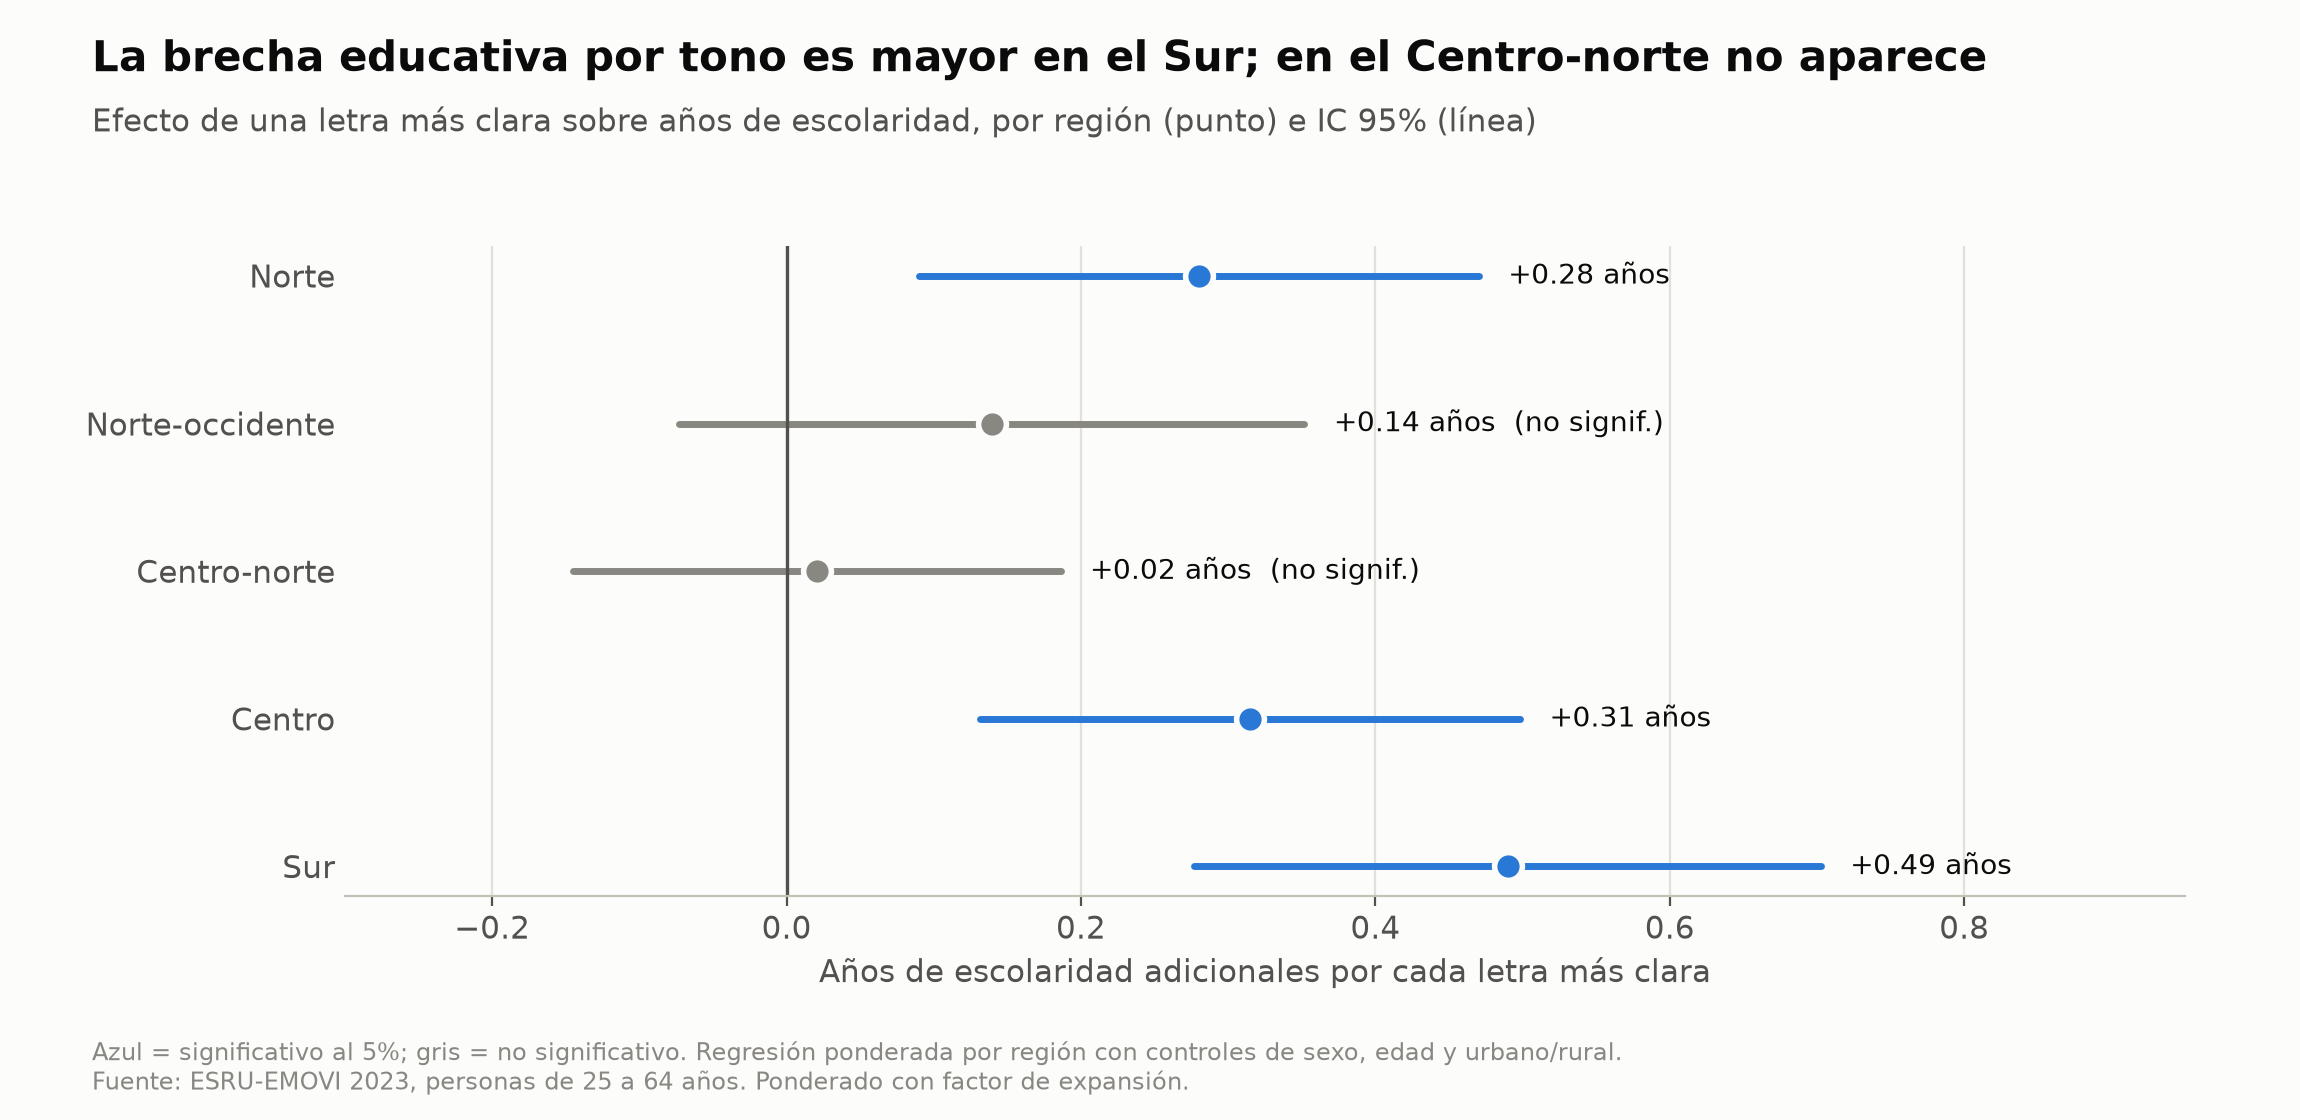 La brecha educativa por tono es mayor en el Sur; en el Centro-norte no aparece
Efecto de una letra más clara sobre años de escolaridad, por región (punto) e IC 95% (línea)
Norte
+0.28 años
Norte-occidente
+0.14 años (no signif.)
Centro-norte
+0.02 años (no signif.)
Centro
+0.31 años
Sur
+0.49 años
−0.2 0.0 0.2 0.4 0.6 0.8
Años de escolaridad adicionales por cada letra más clara
Azul = significativo al 5%; gris = no significativo. Regresión ponderada por región con controles de sexo, edad y urbano/rural.
Fuente: ESRU-EMOVI 2023, personas de 25 a 64 años. Ponderado con factor de expansión.